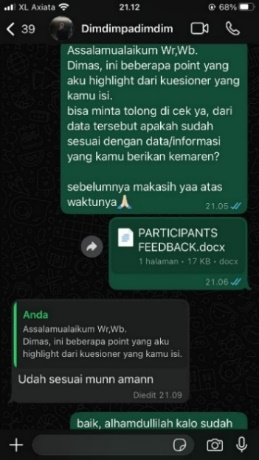 XL Axiata
21.12
68%
39
Dimdimpadimdim
Assalamualaikum Wr,Wb.
Dimas, ini beberapa point yang
aku highlight dari kuesioner yang
kamu isi.
bisa minta tolong di cek ya, dari
data tersebut apakah sudah
sesuai dengan data/informasi
yang kamu berikan kemaren?
sebelumnya makasih yaa atas
waktunya🙏
21.05
PARTICIPANTS
FEEDBACK.docx
1 halaman • 17 KB • docx
21.06
Anda
Assalamualaikum Wr,Wb.
Dimas, ini beberapa point yang aku
highlight dari kuesioner yang kamu isi.
Udah sesuai munn amann
Diedit 21.09
baik, alhamdullilah kalo sudah